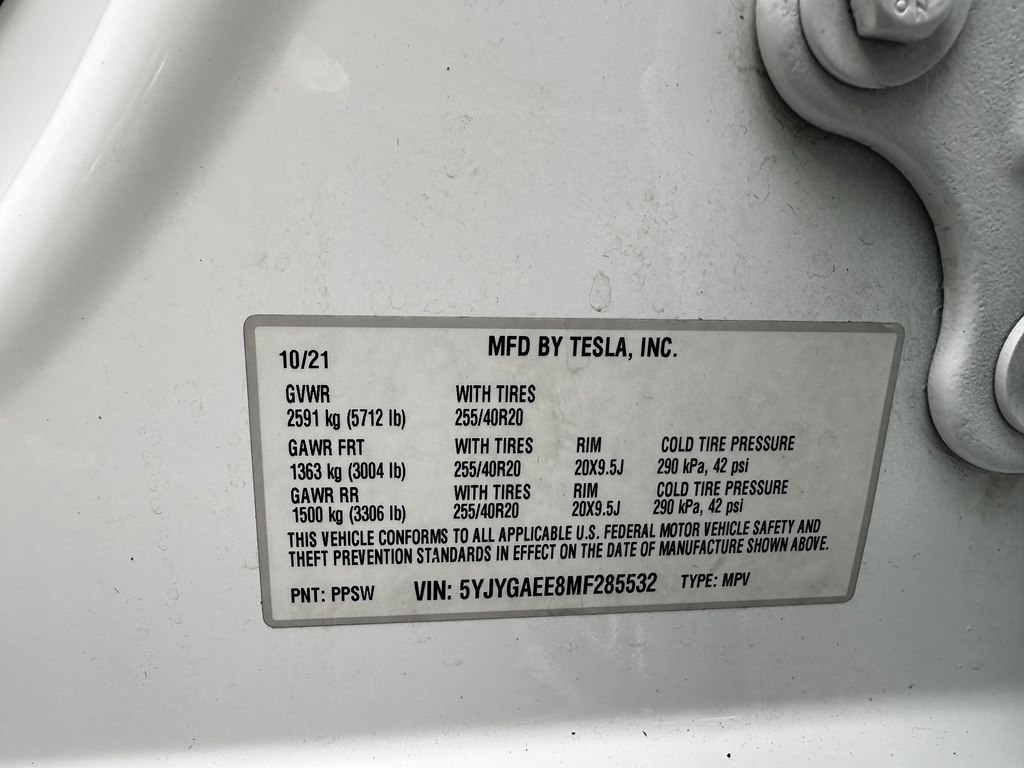 MFD BY TESLA, INC.
10/21
GVWR WITH TIRES
2591 kg (5712 lb) 255/40R20
GAWR FRT WITH TIRES RIM COLD TIRE PRESSURE
1363 kg (3004 lb) 255/40R20 20X9.5J 290 kPa, 42 psi
GAWR RR WITH TIRES RIM COLD TIRE PRESSURE
1500 kg (3306 lb) 255/40R20 20X9.5J 290 kPa, 42 psi
THIS VEHICLE CONFORMS TO ALL APPLICABLE U.S. FEDERAL MOTOR VEHICLE SAFETY AND
THEFT PREVENTION STANDARDS IN EFFECT ON THE DATE OF MANUFACTURE SHOWN ABOVE.
PNT: PPSW VIN: 5YJYGAEE8MF285532 TYPE: MPV